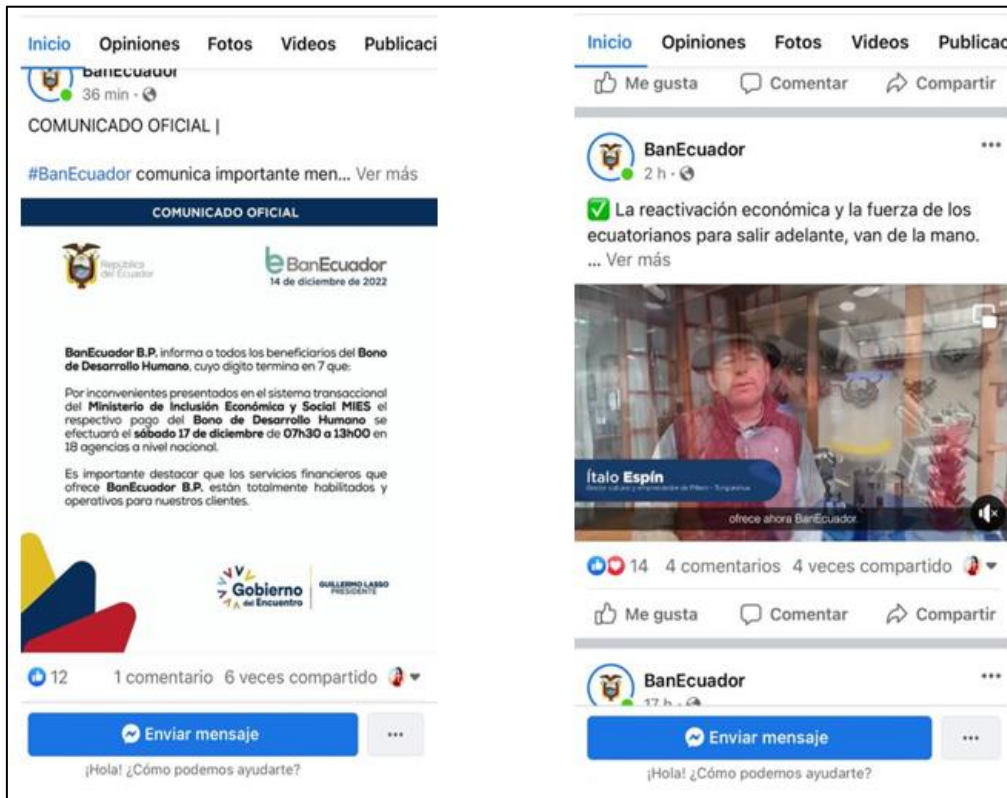 Inicio Opiniones Fotos Videos Publicaci
BanEcuador
36 min
COMUNICADO OFICIAL |
#BanEcuador comunica importante men... Ver más
COMUNICADO OFICIAL
República
del Ecuador
BanEcuador
14 de diciembre de 2022
BanEcuador B.P. informa a todos los beneficiarios del Bono
de Desarrollo Humano, cuyo dígito termina en 7 que:
Por inconvenientes presentados en el sistema transaccional
del Ministerio de Inclusión Económica y Social MIES el
respectivo pago del Bono de Desarrollo Humano se
efectuará el sábado 17 de diciembre de 07h30 a 13h00 en
18 agencias a nivel nacional.
Es importante destacar que los servicios financieros que
ofrece BanEcuador B.P. están totalmente habilitados y
operativos para nuestros clientes.
Gobierno
del Encuentro
GUILLERMO LASSO
PRESIDENTE
12 1 comentario 6 veces compartido
Enviar mensaje
¡Hola! ¿Cómo podemos ayudarte?
Inicio Opiniones Fotos Videos Publicac
Me gusta Comentar Compartir
BanEcuador
2 h
La reactivación económica y la fuerza de los
ecuatorianos para salir adelante, van de la mano.
... Ver más
Ítalo Espín
ofrece ahora BanEcuador.
14 4 comentarios 4 veces compartido
Me gusta Comentar Compartir
BanEcuador
17 h
Enviar mensaje
¡Hola! ¿Cómo podemos ayudarte?